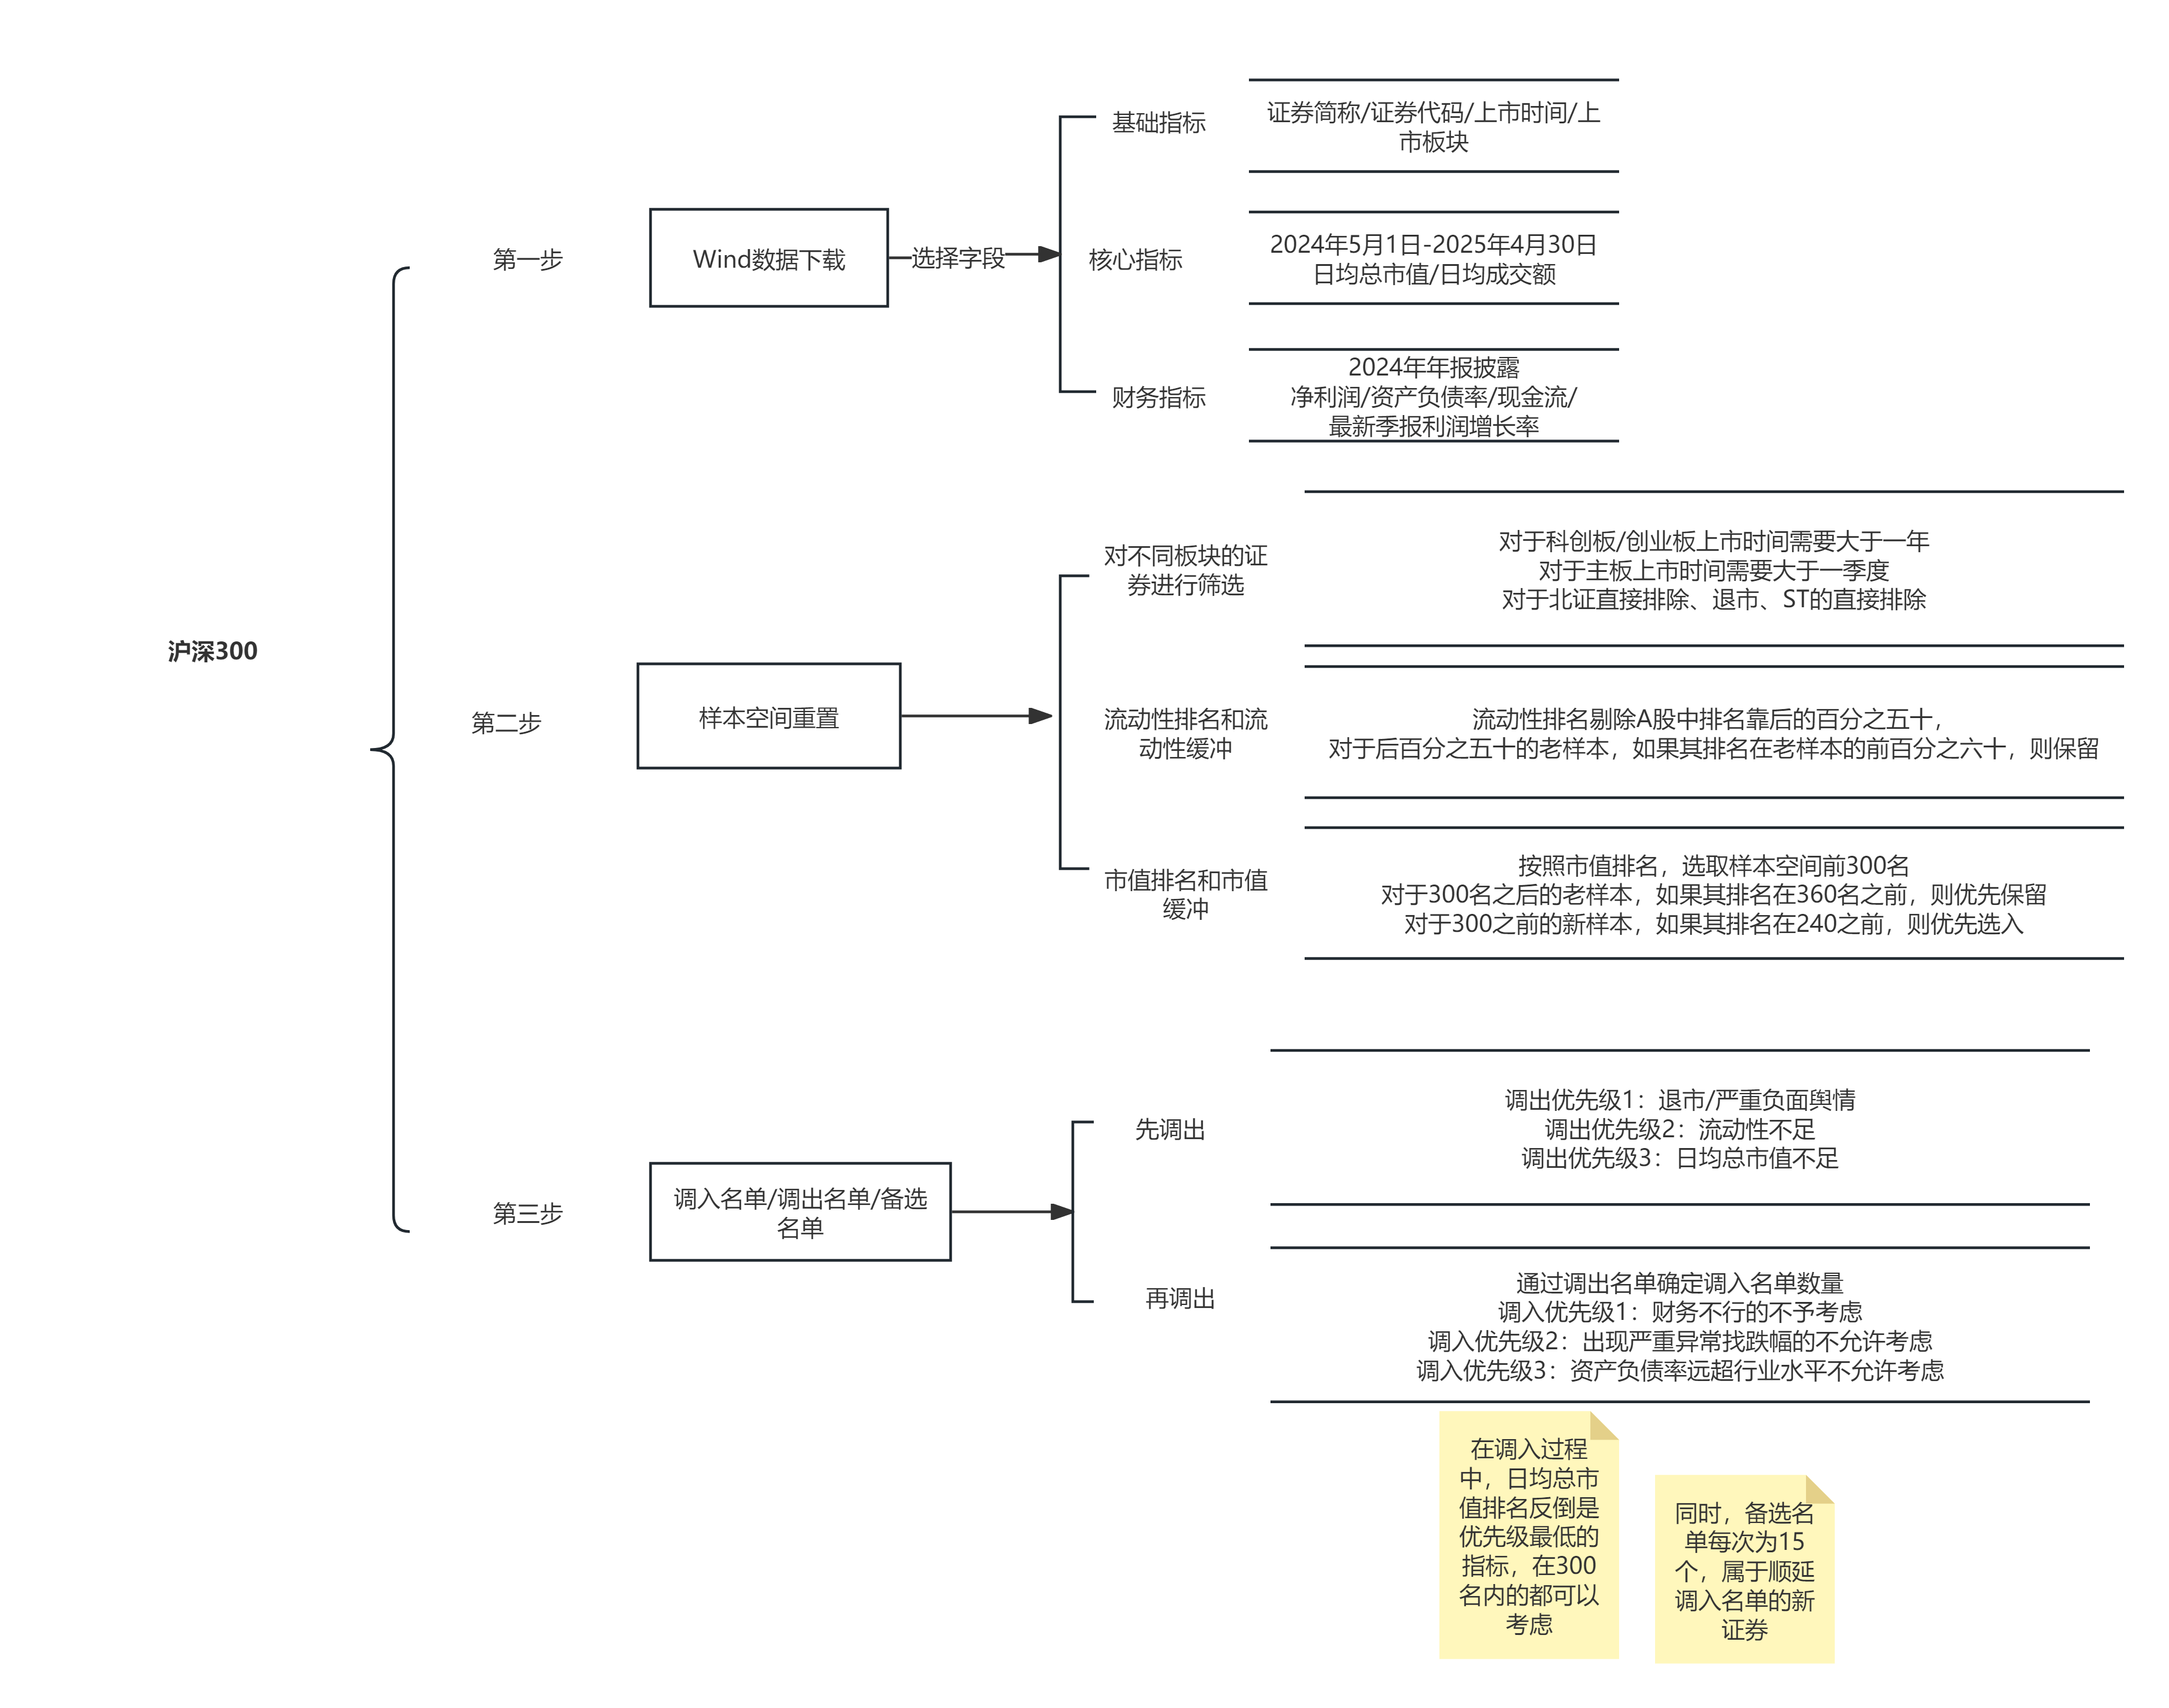 沪深300
第一步
Wind数据下载
选择字段
基础指标
证券简称/证券代码/上市时间/上
市板块
核心指标
2024年5月1日-2025年4月30日
日均总市值/日均成交额
财务指标
2024年年报披露
净利润/资产负债率/现金流/
最新季报利润增长率
第二步
样本空间重置
对不同板块的证
券进行筛选
对于科创板/创业板上市时间需要大于一年
对于主板上市时间需要大于一季度
对于北证直接排除、退市、ST的直接排除
流动性排名和流
动性缓冲
流动性排名剔除A股中排名靠后的百分之五十，
对于后百分之五十的老样本，如果其排名在老样本的前百分之六十，则保留
市值排名和市值
缓冲
按照市值排名，选取样本空间前300名
对于300名之后的老样本，如果其排名在360名之前，则优先保留
对于300之前的新样本，如果其排名在240之前，则优先选入
第三步
调入名单/调出名单/备选
名单
先调出
调出优先级1：退市/严重负面舆情
调出优先级2：流动性不足
调出优先级3：日均总市值不足
再调出
通过调出名单确定调入名单数量
调入优先级1：财务不行的不予考虑
调入优先级2：出现严重异常找跌幅的不允许考虑
调入优先级3：资产负债率远超行业水平不允许考虑
在调入过程
中，日均总市
值排名反倒是
优先级最低的
指标，在300
名内的都可以
考虑
同时，备选名
单每次为15
个，属于顺延
调入名单的新
证券